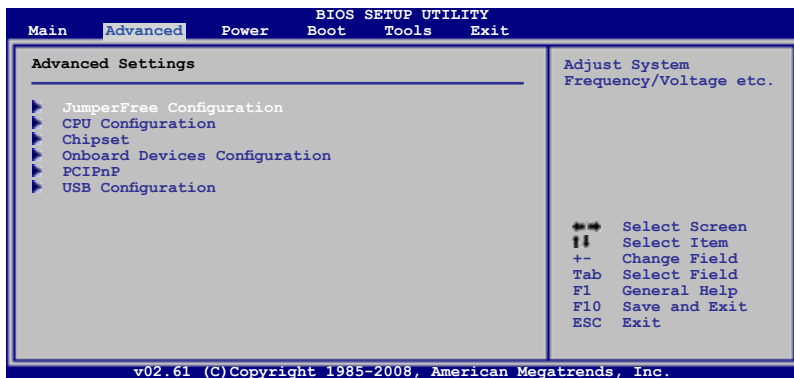 BIOS SETUP UTILITY
Main Advanced Power Boot Tools Exit
Advanced Settings
JumperFree Configuration
CPU Configuration
Chipset
Onboard Devices Configuration
PCIPnP
USB Configuration
Adjust System
Frequency/Voltage etc.
Select Screen
Select Item
+- Change Field
Tab Select Field
F1 General Help
F10 Save and Exit
ESC Exit
v02.61 (C)Copyright 1985-2008, American Megatrends, Inc.